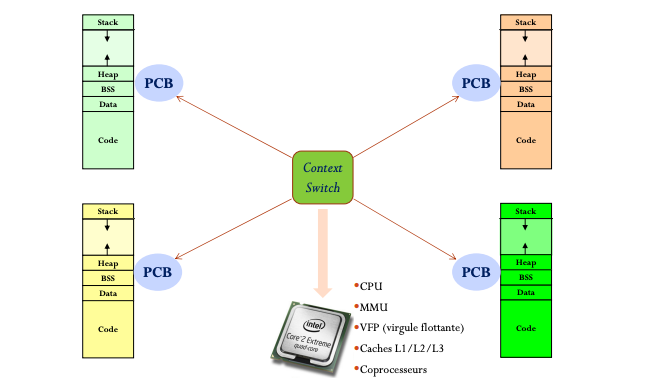 Stack
Heap
BSS
Data
Code
PCB
Stack
Heap
BSS
Data
Code
PCB
Context
Switch
Stack
Heap
BSS
Data
Code
PCB
Stack
Heap
BSS
Data
Code
PCB
intel
Core™2 Extreme
quad-core
•CPU
•MMU
•VFP (virgule flottante)
•Caches L1/L2/L3
•Coprocesseurs